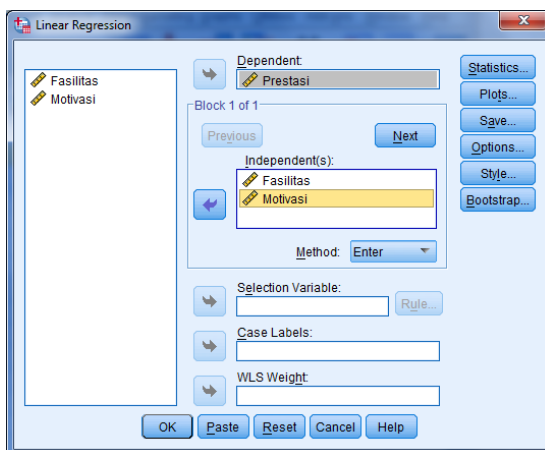 Linear Regression
Fasilitas
Motivasi
Dependent:
Prestasi
Block 1 of 1
Previous
Next
Independent(s):
Fasilitas
Motivasi
Method: Enter
Selection Variable:
Rule...
Case Labels:
WLS Weight:
Statistics...
Plots...
Save...
Options...
Style...
Bootstrap...
OK Paste Reset Cancel Help